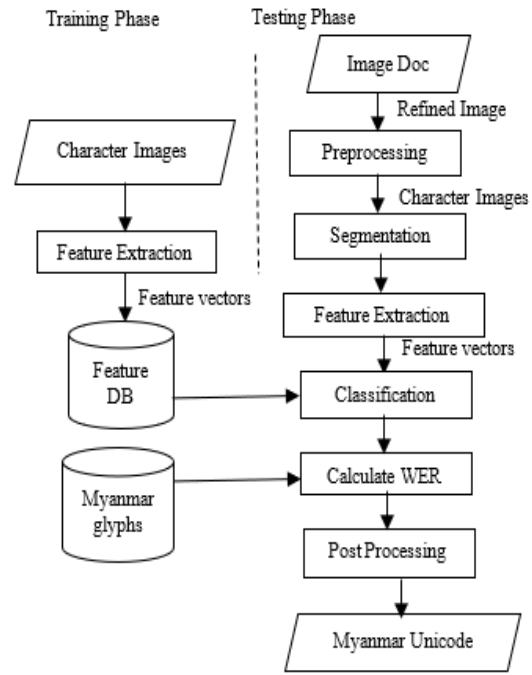 Training Phase
Testing Phase
Character Images
Feature Extraction
Feature vectors
Feature
DB
Myanmar
glyphs
Image Doc
Refined Image
Preprocessing
Character Images
Segmentation
Feature Extraction
Feature vectors
Classification
Calculate WER
Post Processing
Myanmar Unicode